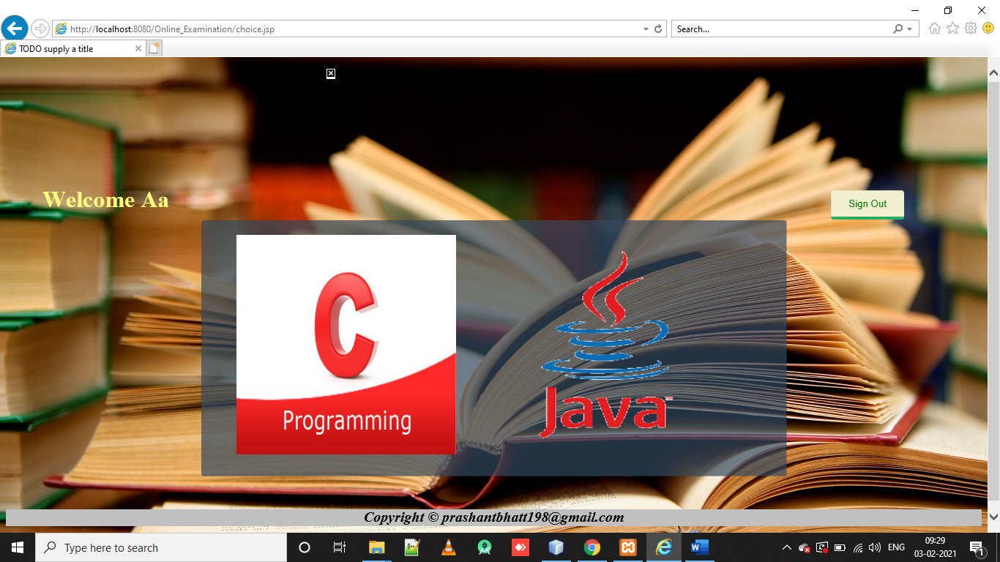 http://localhost:8080/Online_Examination/choice.jsp
Search...
TODO supply a title
Welcome Aa
Sign Out
C
Programming
Java
Copyright © prashantbhatt198@gmail.com
Type here to search
ENG
09:29
03-02-2021
1